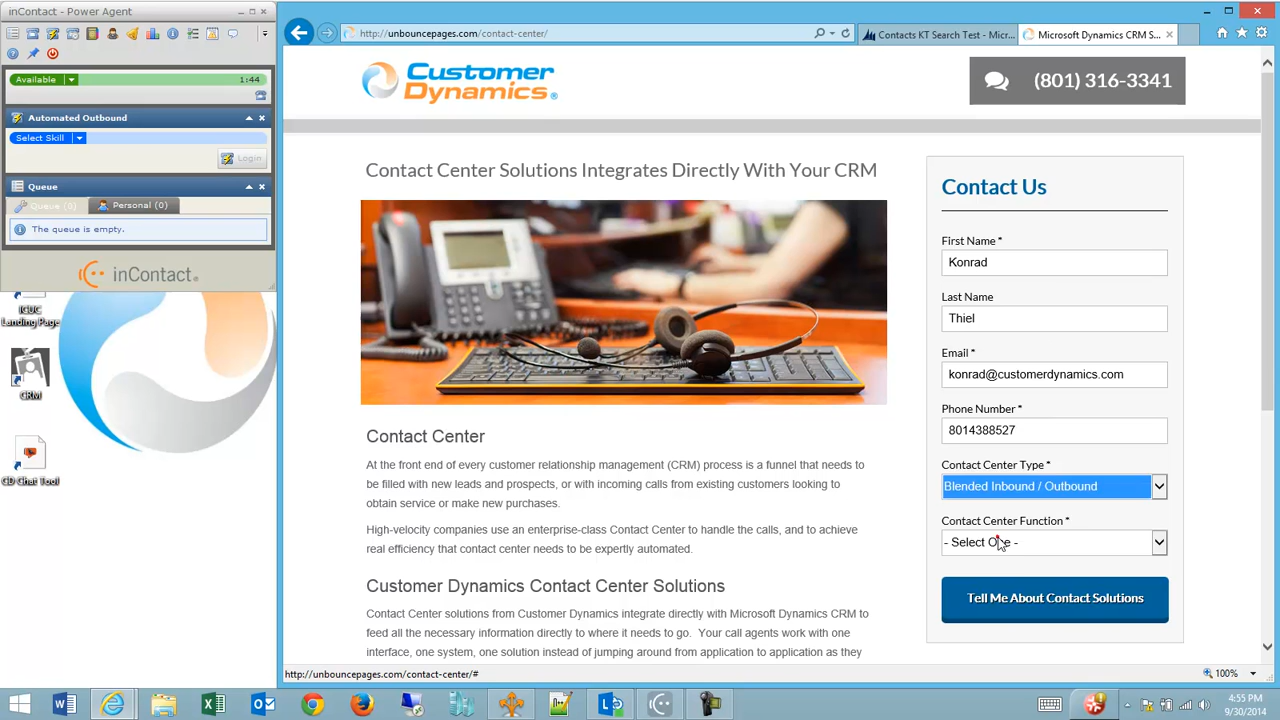 inContact - Power Agent
Available
1:44
Automated Outbound
Select Skill
Login
Queue
Queue (0)
Personal (0)
The queue is empty.
inContact®
ICUC
Landing Page
CRM
CD Chat Tool
http://unbouncepages.com/contact-center/
Contacts KT Search Test - Micr...
Microsoft Dynamics CRM S...
Customer
Dynamics®
(801) 316-3341
Contact Center Solutions Integrates Directly With Your CRM
Contact Center
At the front end of every customer relationship management (CRM) process is a funnel that needs to
be filled with new leads and prospects, or with incoming calls from existing customers looking to
obtain service or make new purchases.
High-velocity companies use an enterprise-class Contact Center to handle the calls, and to achieve
real efficiency that contact center needs to be expertly automated.
Customer Dynamics Contact Center Solutions
Contact Center solutions from Customer Dynamics integrate directly with Microsoft Dynamics CRM to
feed all the necessary information directly to where it needs to go. Your call agents work with one
interface, one system, one solution instead of jumping around from application to application as they
Contact Us
First Name *
Konrad
Last Name
Thiel
Email *
konrad@customerdynamics.com
Phone Number *
8014388527
Contact Center Type *
Blended Inbound / Outbound
Contact Center Function *
- Select One -
Tell Me About Contact Solutions
http://unbouncepages.com/contact-center/#
100%
4:55 PM
9/30/2014